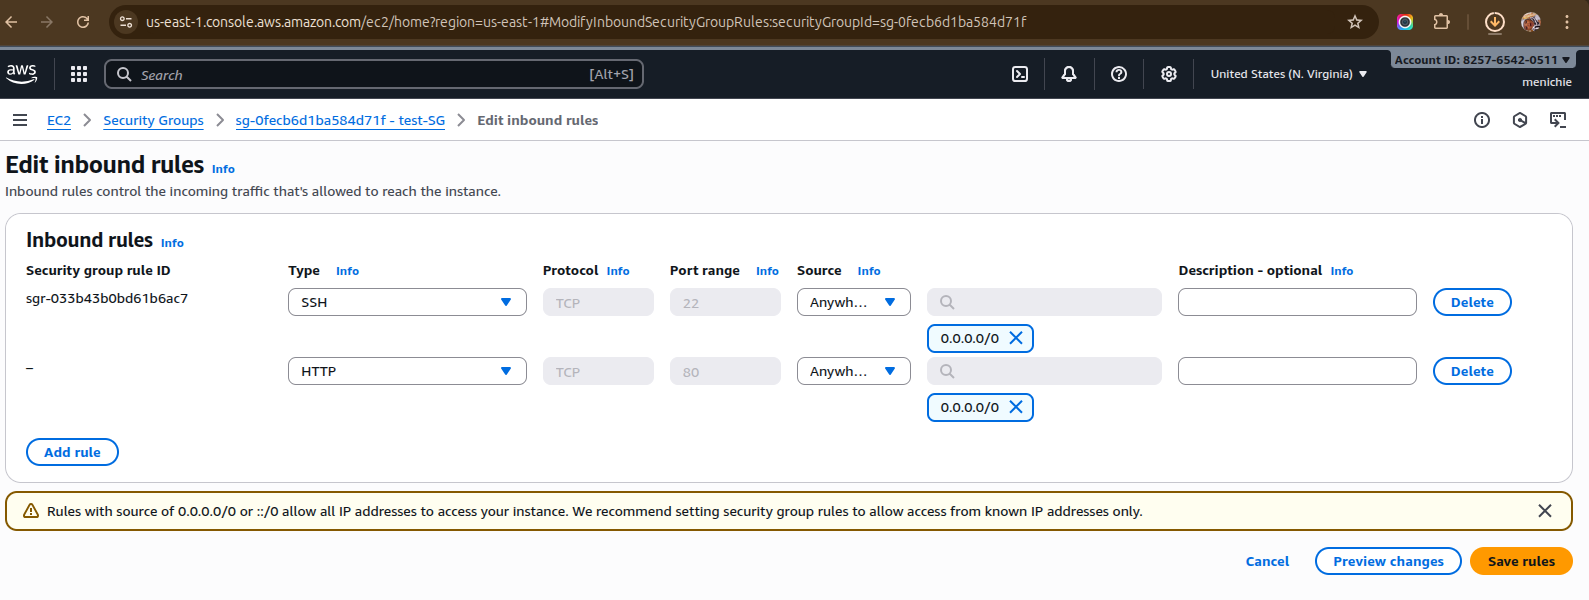 us-east-1.console.aws.amazon.com/ec2/home?region=us-east-1#ModifyInboundSecurityGroupRules:securityGroupId=sg-0fecb6d1ba584d71f
aws Search [Alt+S] United States (N. Virginia) Account ID: 8257-6542-0511
menichie
EC2 Security Groups sg-0fecb6d1ba584d71f - test-SG Edit inbound rules
Edit inbound rules Info
Inbound rules control the incoming traffic that's allowed to reach the instance.
Inbound rules Info
Security group rule ID Type Info Protocol Info Port range Info Source Info Description - optional Info
sgr-033b43b0bd61b6ac7 SSH TCP 22 Anywh... Delete
0.0.0.0/0
– HTTP TCP 80 Anywh... Delete
0.0.0.0/0
Add rule
Rules with source of 0.0.0.0/0 or ::/0 allow all IP addresses to access your instance. We recommend setting security group rules to allow access from known IP addresses only.
Cancel Preview changes Save rules